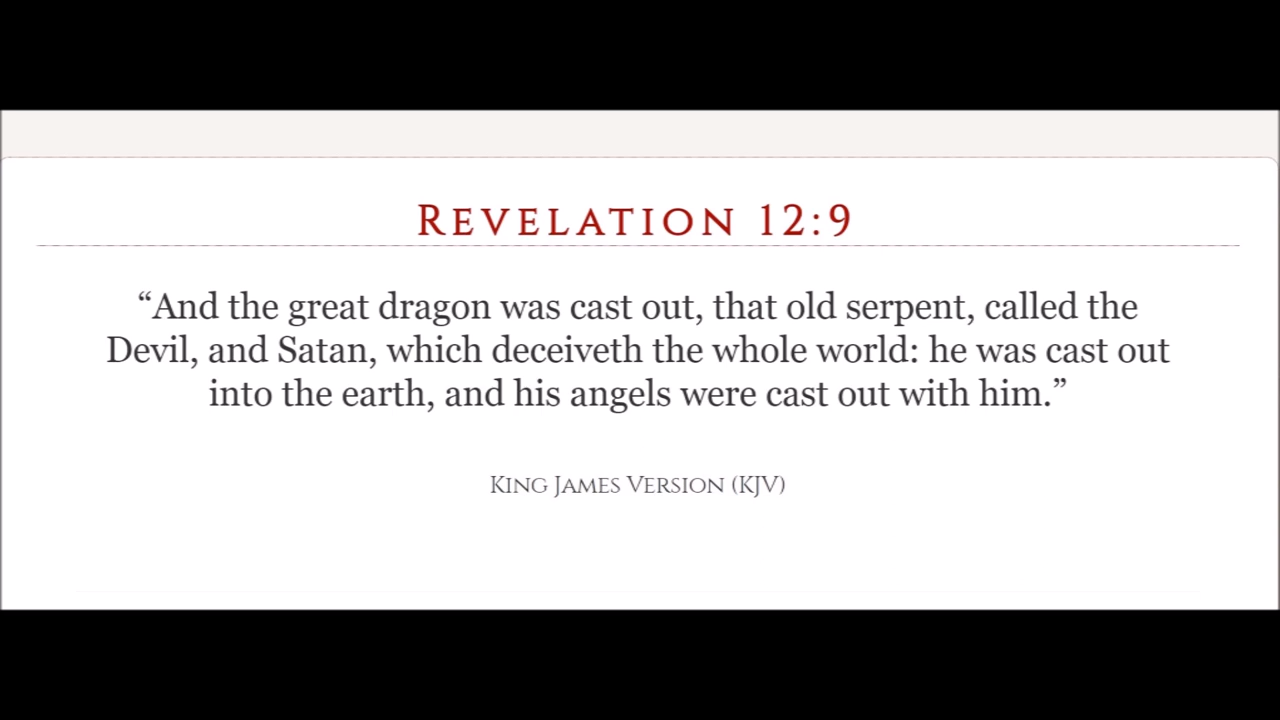 Revelation 12:9
“And the great dragon was cast out, that old serpent, called the
Devil, and Satan, which deceiveth the whole world: he was cast out
into the earth, and his angels were cast out with him.”
King James Version (KJV)